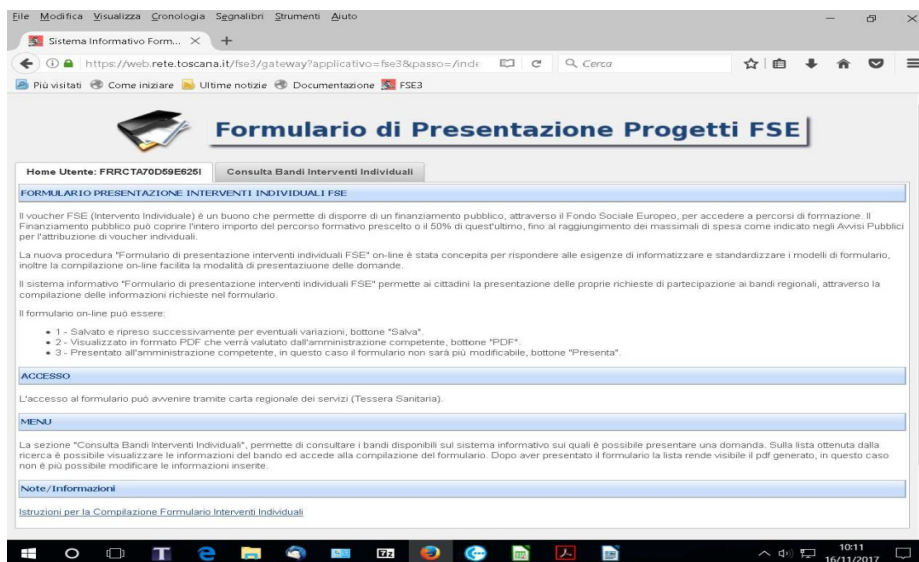 File Modifica Visualizza Cronologia Segnalibri Strumenti Aiuto
Sistema Informativo Form... × +
https://web.rete.toscana.it/fse3/gateway?applicativo=fse3&passo=/inde
Cerca
Più visitati Come iniziare Ultime notizie Documentazione FSE3
Formulario di Presentazione Progetti FSE
Home Utente: FRRCTA70D59E625I Consulta Bandi Interventi Individuali
FORMULARIO PRESENTAZIONE INTERVENTI INDIVIDUALI FSE
Il voucher FSE (Intervento Individuale) è un buono che permette di disporre di un finanziamento pubblico, attraverso il Fondo Sociale Europeo, per accedere a percorsi di formazione. Il
Finanziamento pubblico può coprire l'intero importo del percorso formativo prescelto o il 50% di quest'ultimo, fino al raggiungimento dei massimali di spesa come indicato negli Avvisi Pubblici
per l'attribuzione di voucher individuali.
La nuova procedura "Formulario di presentazione interventi individuali FSE" on-line è stata concepita per rispondere alle esigenze di informatizzare e standardizzare i modelli di formulario,
inoltre la compilazione on-line facilita la modalità di presentaziuone delle domande.
Il sistema informativo "Formulario di presentazione interventi individuali FSE" permette ai cittadini la presentazione delle proprie richieste di partecipazione ai bandi regionali, attraverso la
compilazione delle informazioni richieste nel formulario.
Il formulario on-line può essere:
• 1 - Salvato e ripreso successivamente per eventuali variazioni, bottone "Salva".
• 2 - Visualizzato in formato PDF che verrà valutato dall'amministrazione competente, bottone "PDF".
• 3 - Presentato all'amministrazione competente, in questo caso il formulario non sarà più modificabile, bottone "Presenta".
ACCESSO
L'accesso al formulario può avvenire tramite carta regionale dei servizi (Tessera Sanitaria).
MENU
La sezione "Consulta Bandi Interventi Individuali", permette di consultare i bandi disponibili sul sistema informativo sui quali è possibile presentare una domanda. Sulla lista ottenuta dalla
ricerca è possibile visualizzare le informazioni del bando ed accede alla compilazione del formulario. Dopo aver presentato il formulario la lista rende visibile il pdf generato, in questo caso
non è più possibile modificare le informazioni inserite.
Note/Informazioni
Istruzioni per la Compilazione Formulario Interventi Individuali
10:11
16/11/2017